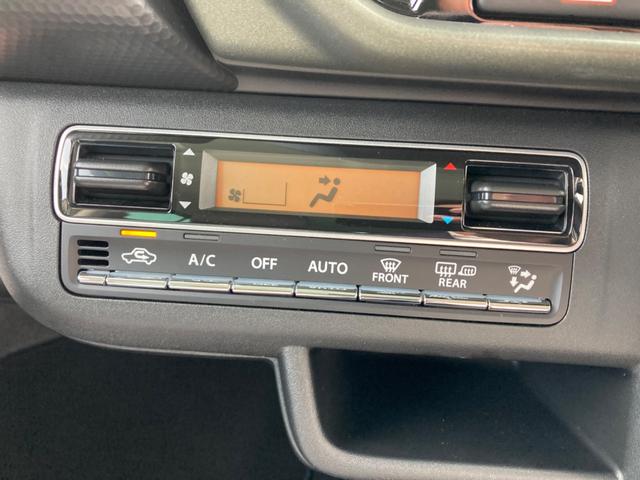 A/C OFF AUTO FRONT REAR